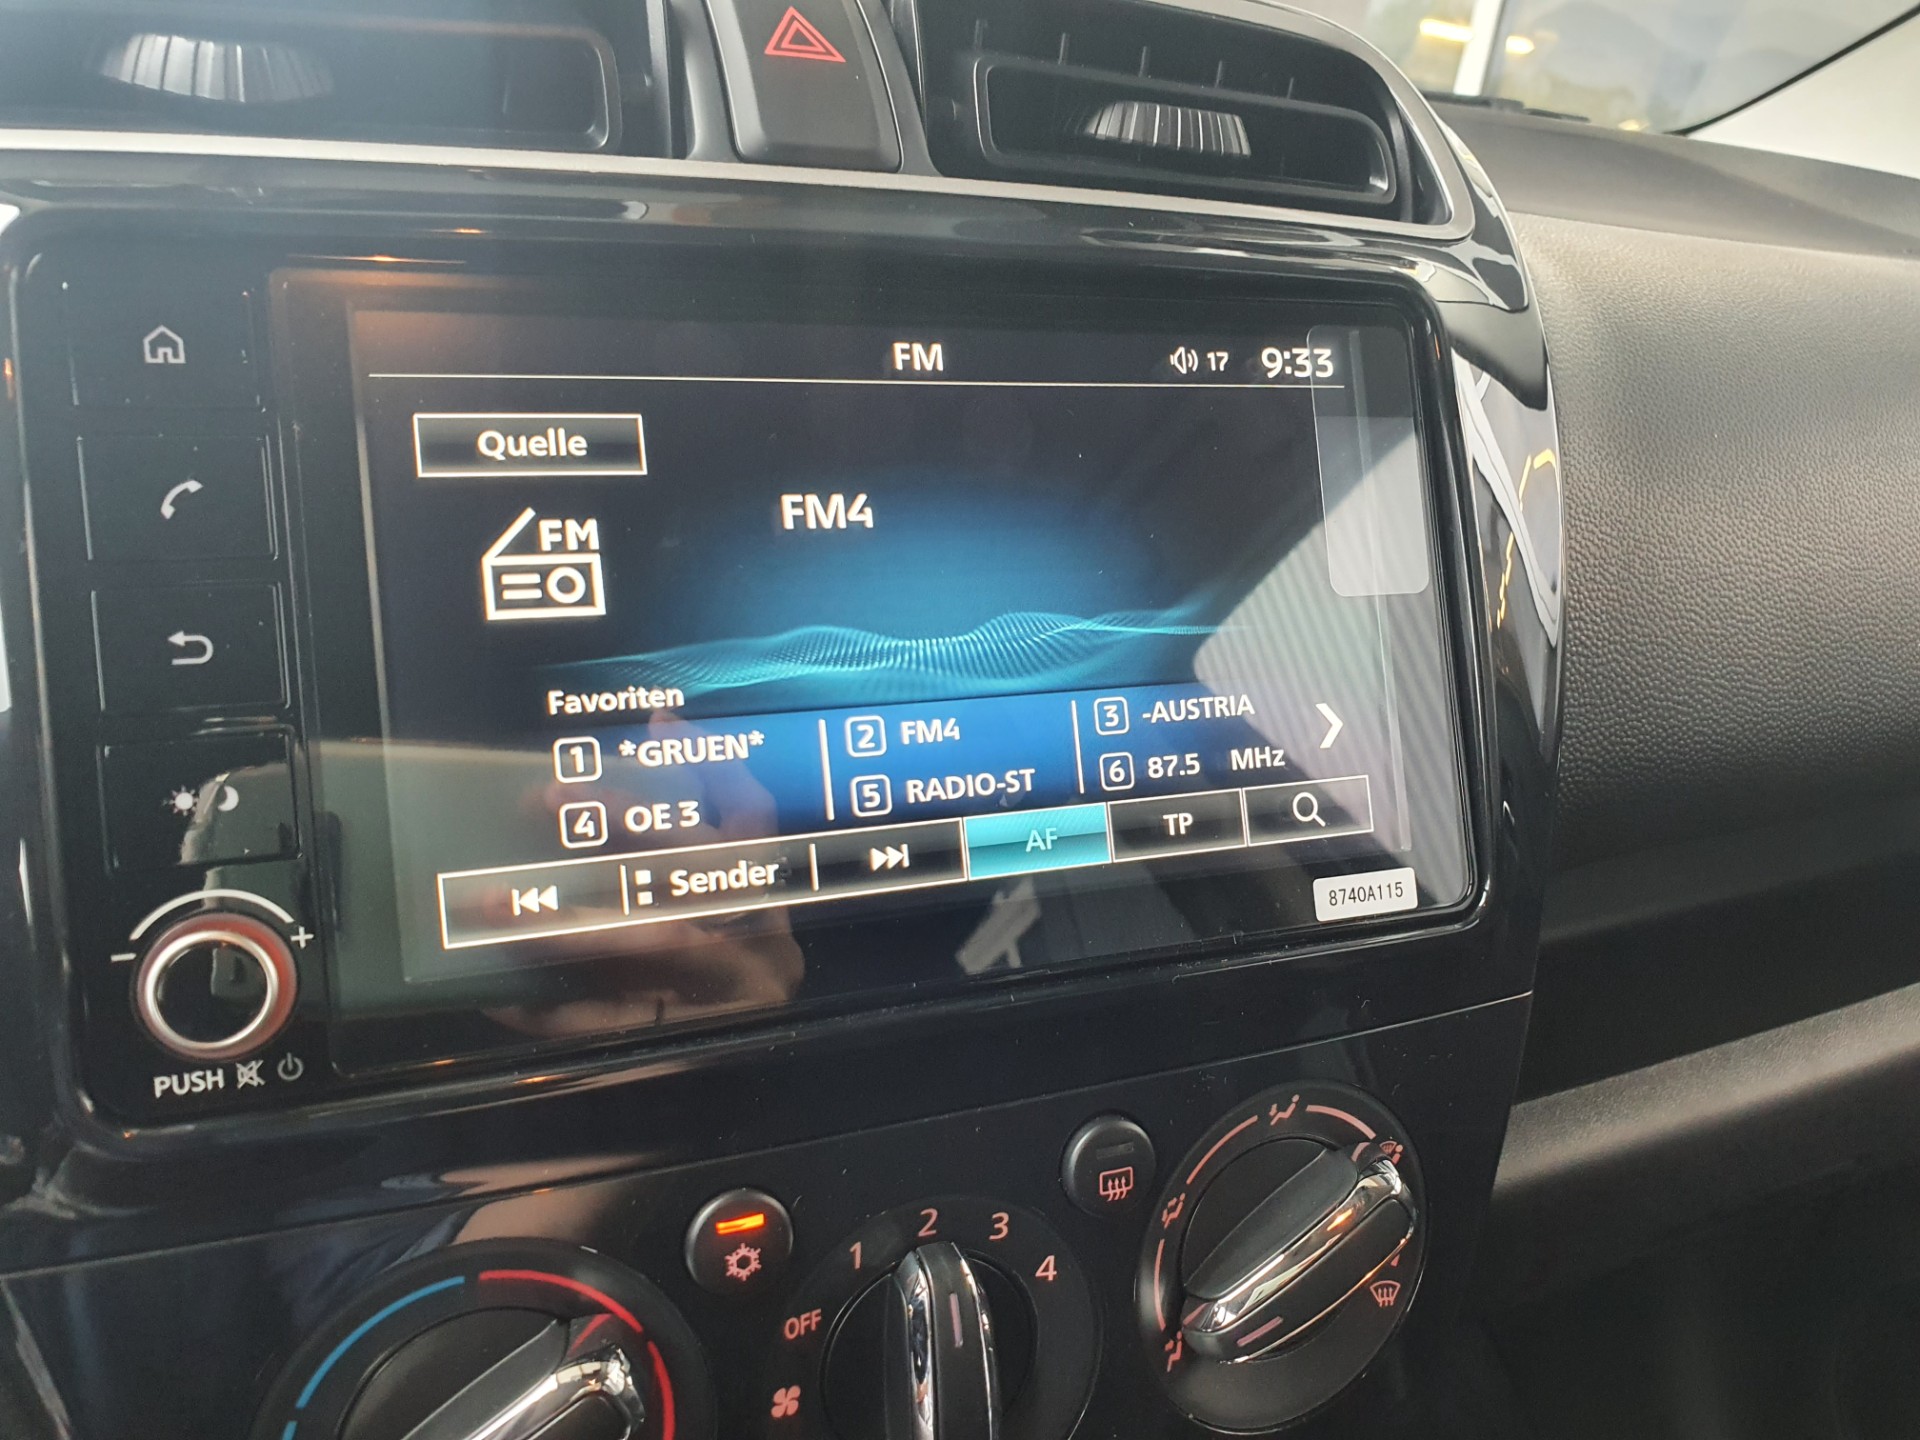 FM 17 9:33
Quelle
FM
FM4
Favoriten
1 *GRUEN* 2 FM4 3 -AUSTRIA
4 OE 3 5 RADIO-ST 6 87.5 MHz
Sender AF TP
8740A115
- +
PUSH
1 2 3 4
OFF